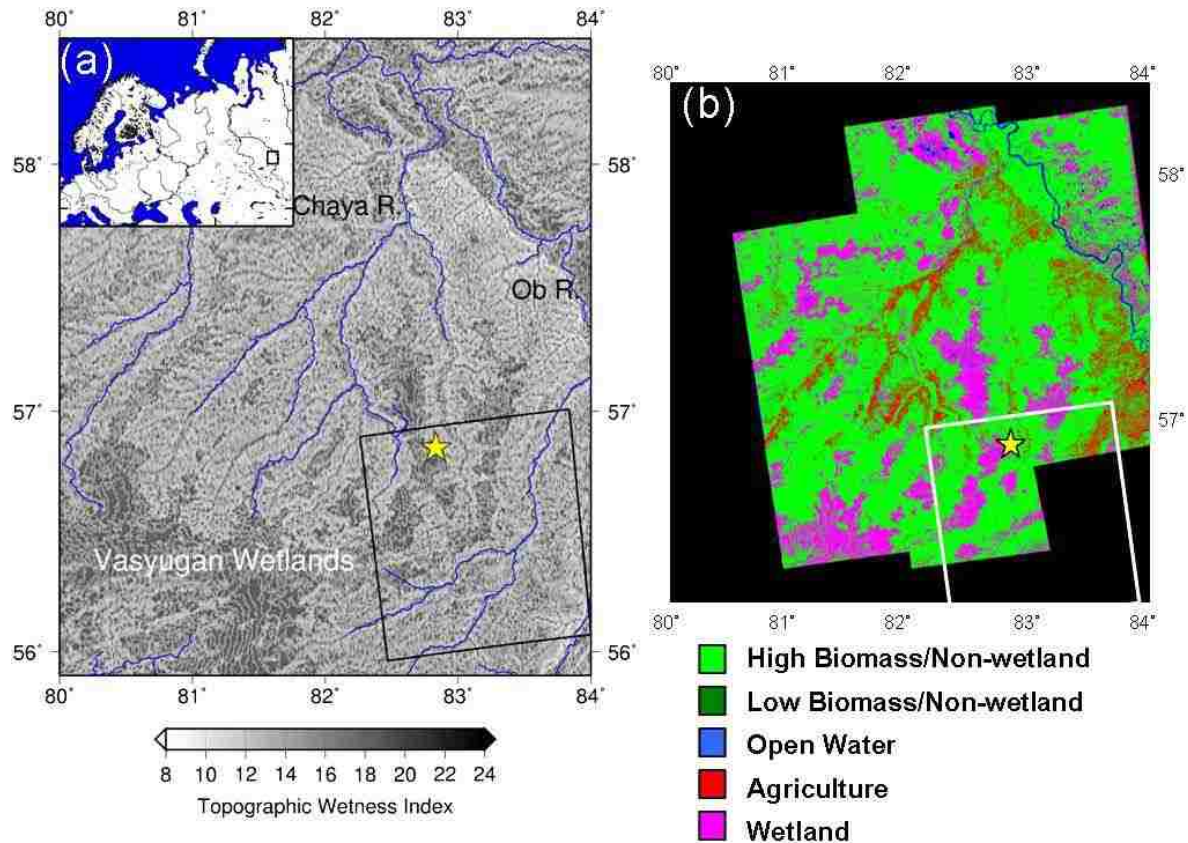 80˚ 81˚ 82˚ 83˚ 84˚
(a)
58˚
Chaya R.
Ob R.
57˚
Vasyugan Wetlands
56˚
58˚
57˚
56˚
80˚ 81˚ 82˚ 83˚ 84˚
8 10 12 14 16 18 20 22 24
Topographic Wetness Index
80˚ 81˚ 82˚ 83˚ 84˚
(b)
58˚
57˚
80˚ 81˚ 82˚ 83˚ 84˚
High Biomass/Non-wetland
Low Biomass/Non-wetland
Open Water
Agriculture
Wetland